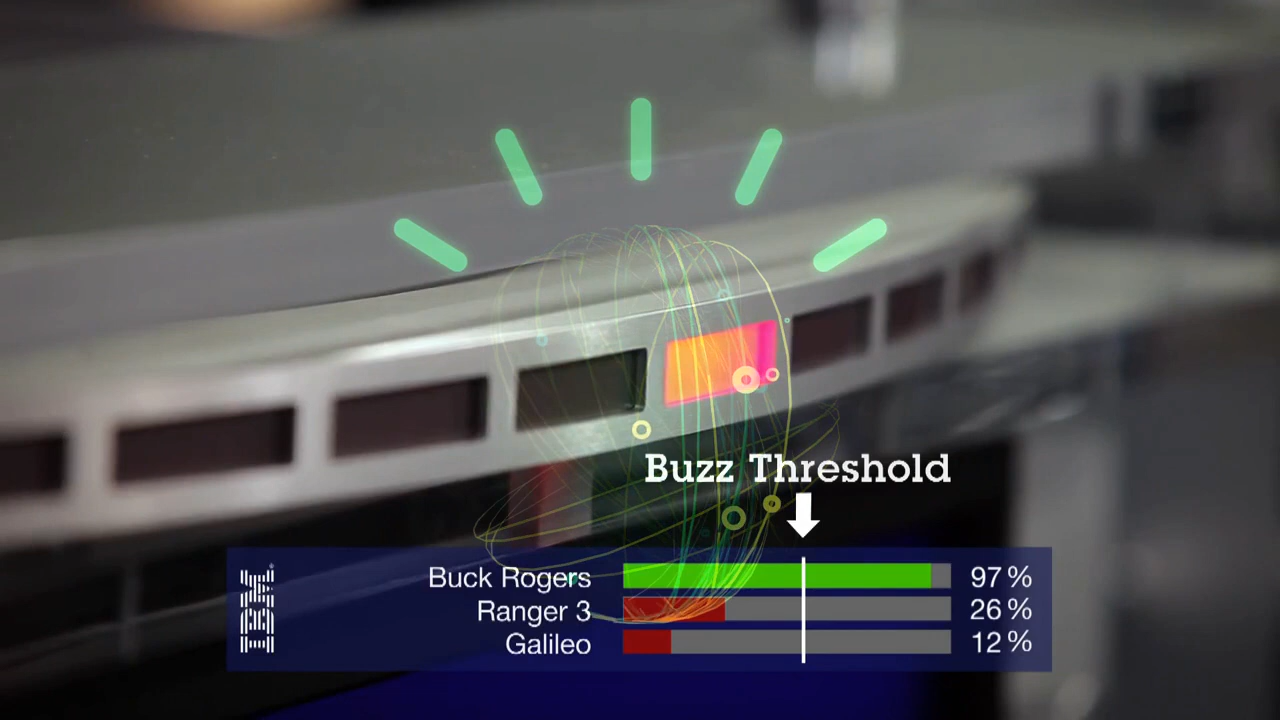 Buzz Threshold
IBM®
Buck Rogers 97%
Ranger 3 26%
Galileo 12%